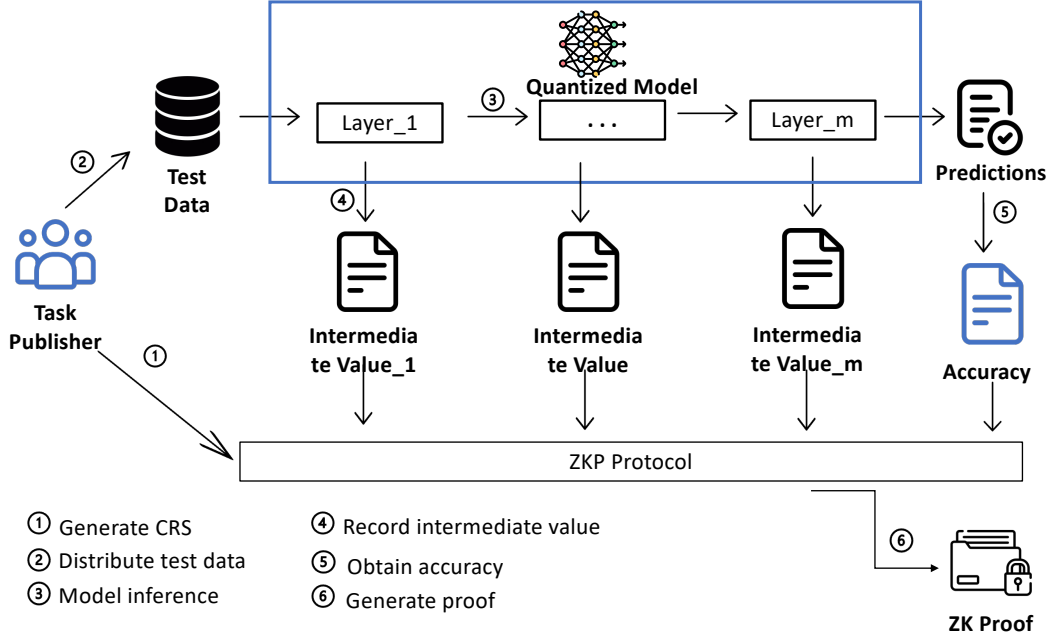 Quantized Model
③
Layer_1
...
Layer_m
②
Test
Data
Predictions
④
⑤
Task
Publisher
①
Intermedia
te Value_1
Intermedia
te Value
Intermedia
te Value_m
Accuracy
ZKP Protocol
① Generate CRS
② Distribute test data
③ Model inference
④ Record intermediate value
⑤ Obtain accuracy
⑥ Generate proof
⑥
ZK Proof